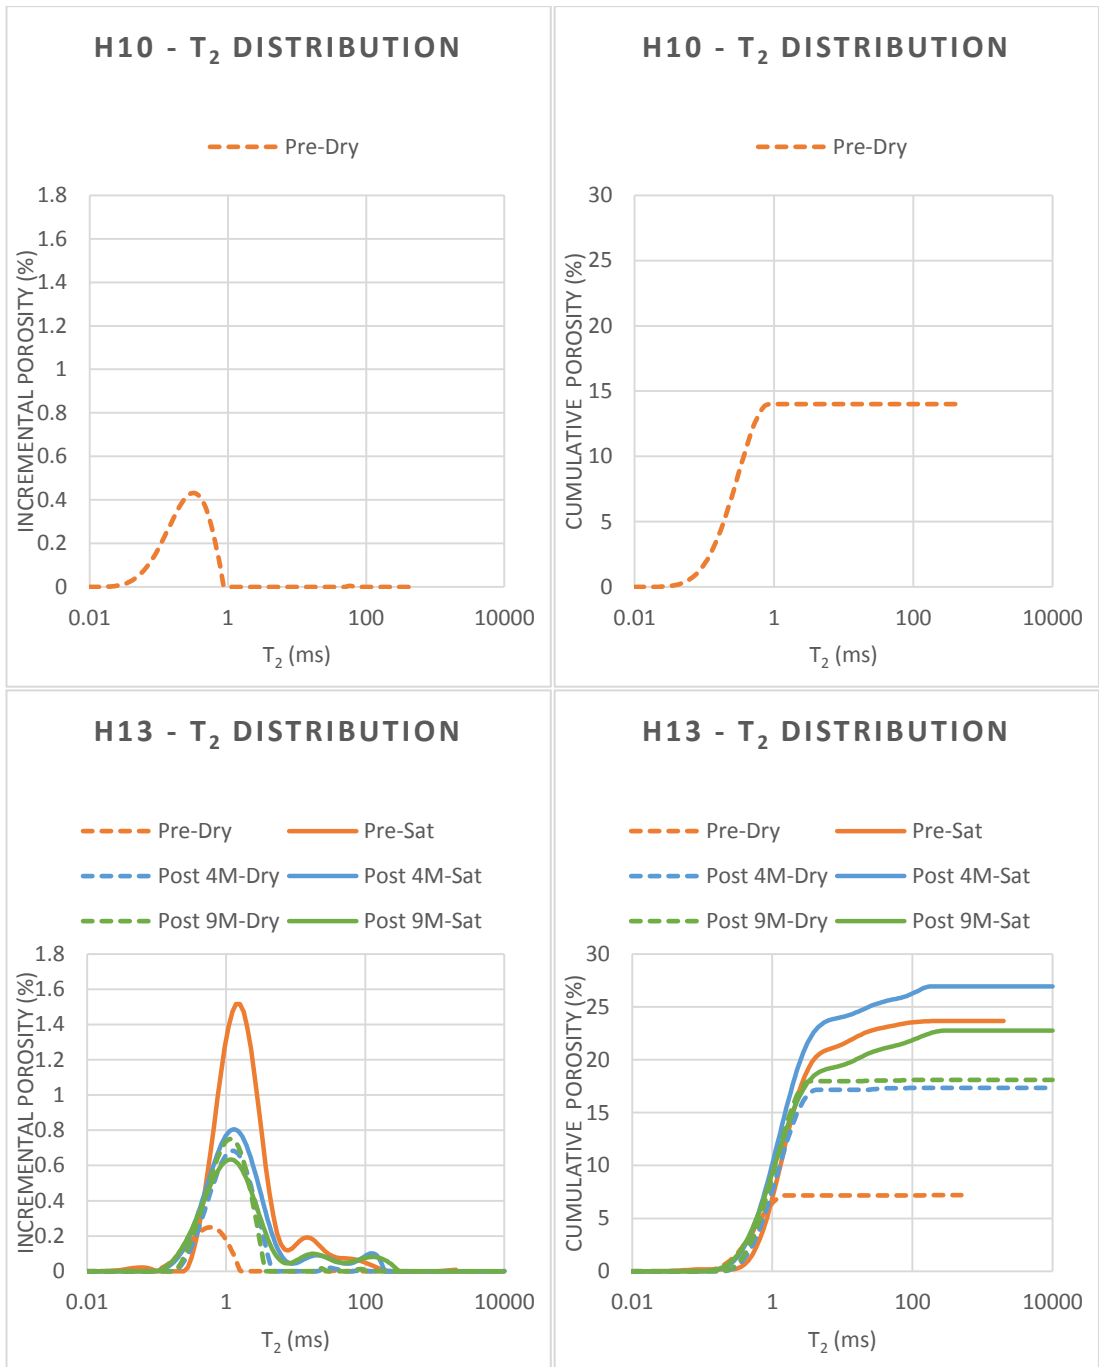 H10 - T₂ DISTRIBUTION
Pre-Dry
INCREMENTAL POROSITY (%)
1.8
1.6
1.4
1.2
1
0.8
0.6
0.4
0.2
0
0.01 1 100 10000
T₂ (ms)
H10 - T₂ DISTRIBUTION
Pre-Dry
CUMULATIVE POROSITY (%)
30
25
20
15
10
5
0
0.01 1 100 10000
T₂ (ms)
H13 - T₂ DISTRIBUTION
Pre-Dry Pre-Sat
Post 4M-Dry Post 4M-Sat
Post 9M-Dry Post 9M-Sat
INCREMENTAL POROSITY (%)
1.8
1.6
1.4
1.2
1
0.8
0.6
0.4
0.2
0
0.01 1 100 10000
T₂ (ms)
H13 - T₂ DISTRIBUTION
Pre-Dry Pre-Sat
Post 4M-Dry Post 4M-Sat
Post 9M-Dry Post 9M-Sat
CUMULATIVE POROSITY (%)
30
25
20
15
10
5
0
0.01 1 100 10000
T₂ (ms)